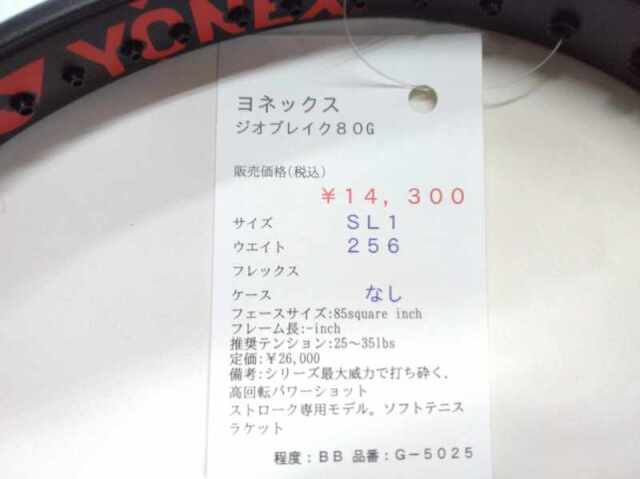 YONEX
ヨネックス
ジオブレイク８０Ｇ
販売価格(税込)
￥１４，３００
サイズ ＳＬ１
ウエイト ２５６
フレックス
ケース なし
フェースサイズ:85square inch
フレーム長:-inch
推奨テンション:25～35lbs
定価:￥26,000
備考:シリーズ最大威力で打ち砕く.
高回転パワーショット
ストローク専用モデル。ソフトテニス
ラケット
程度：ＢＢ 品番：Ｇ－５０２５